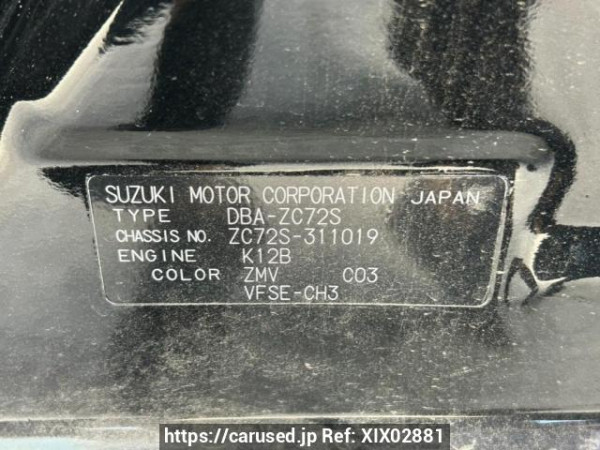 SUZUKI MOTOR CORPORATION JAPAN
TYPE DBA-ZC72S
CHASSIS NO. ZC72S-311019
ENGINE K12B
COLOR ZMV C03
VFSE-CH3
https://carused.jp Ref: XIX02881